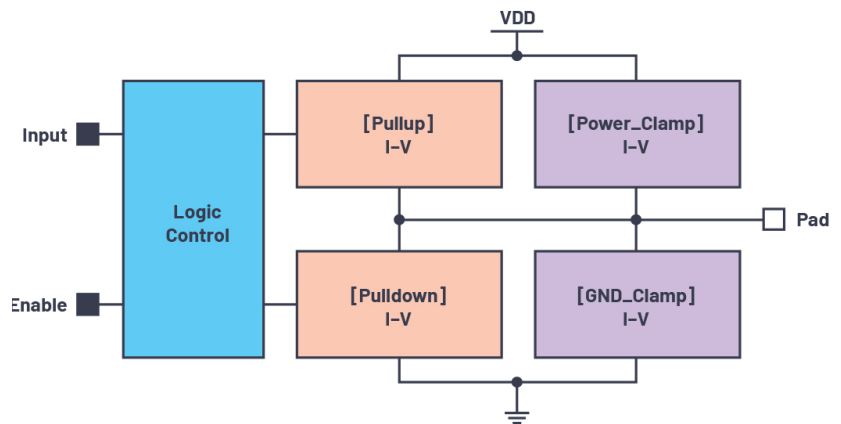 VDD
Input
Enable
Logic
Control
[Pullup]
I-V
[Power_Clamp]
I-V
[Pulldown]
I-V
[GND_Clamp]
I-V
Pad